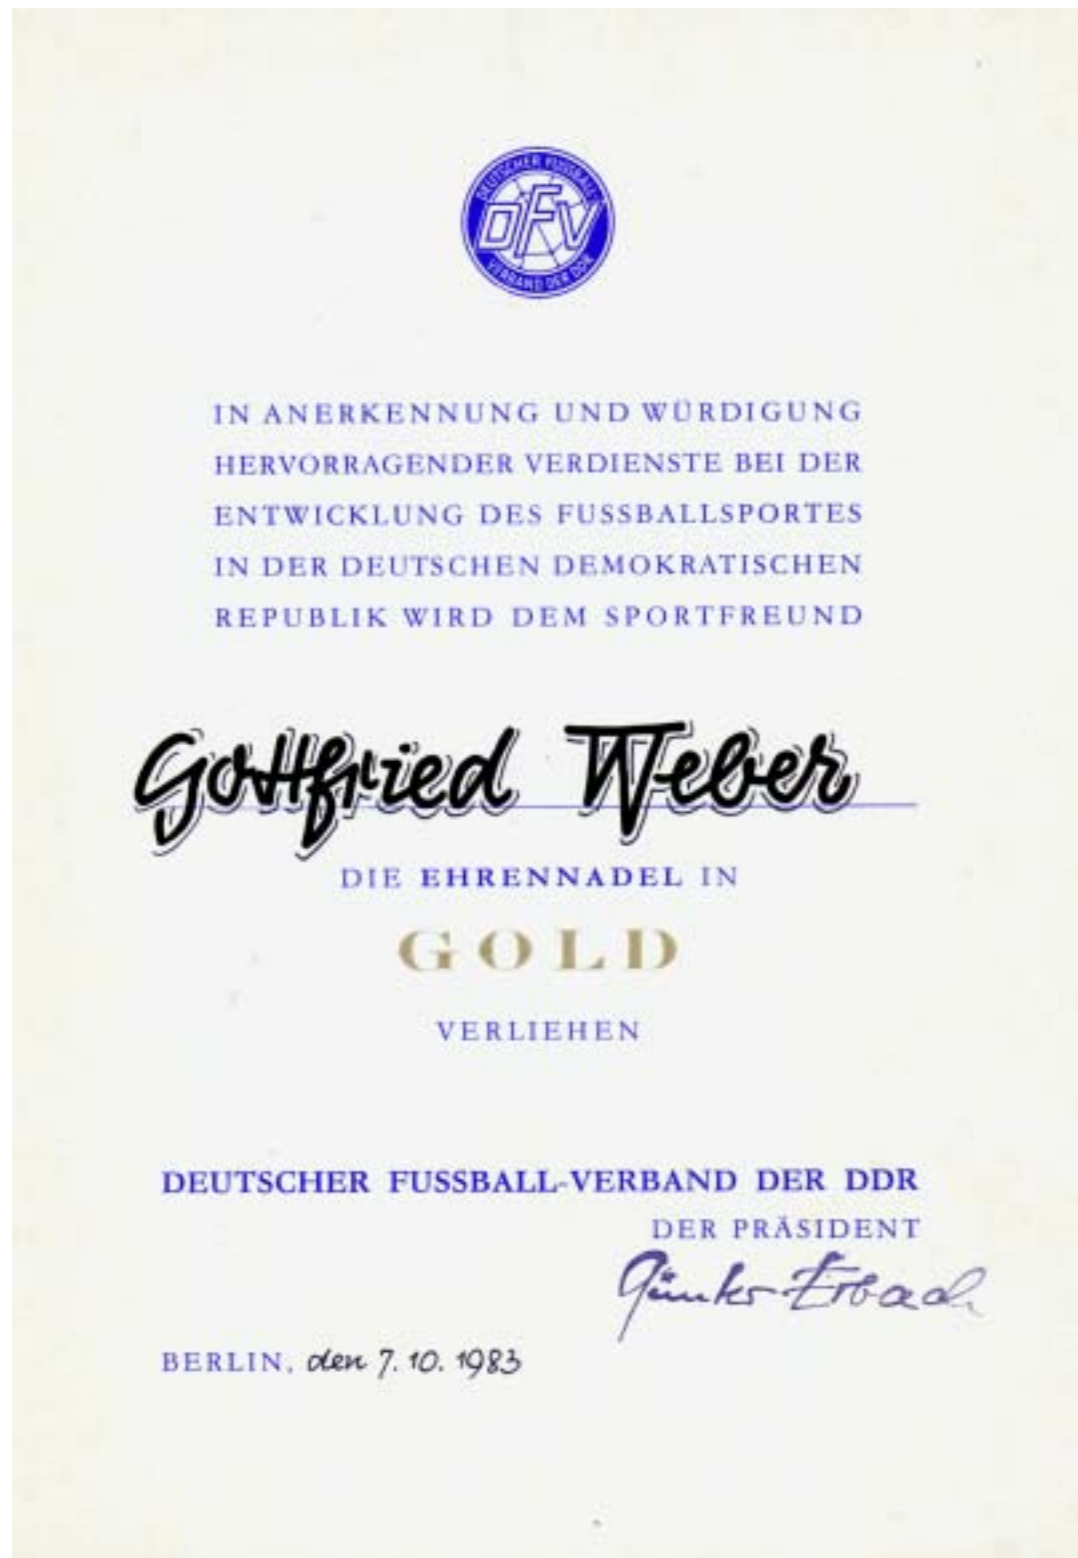 DEUTSCHER FUSSBALL
DFV
VERBAND DER DDR
IN ANERKENNUNG UND WÜRDIGUNG
HERVORRAGENDER VERDIENSTE BEI DER
ENTWICKLUNG DES FUSSBALLSPORTES
IN DER DEUTSCHEN DEMOKRATISCHEN
REPUBLIK WIRD DEM SPORTFREUND
Gottfried Weber
DIE EHRENNADEL IN
GOLD
VERLIEHEN
DEUTSCHER FUSSBALL-VERBAND DER DDR
DER PRÄSIDENT
Günter Erbach
BERLIN, den 7. 10. 1983